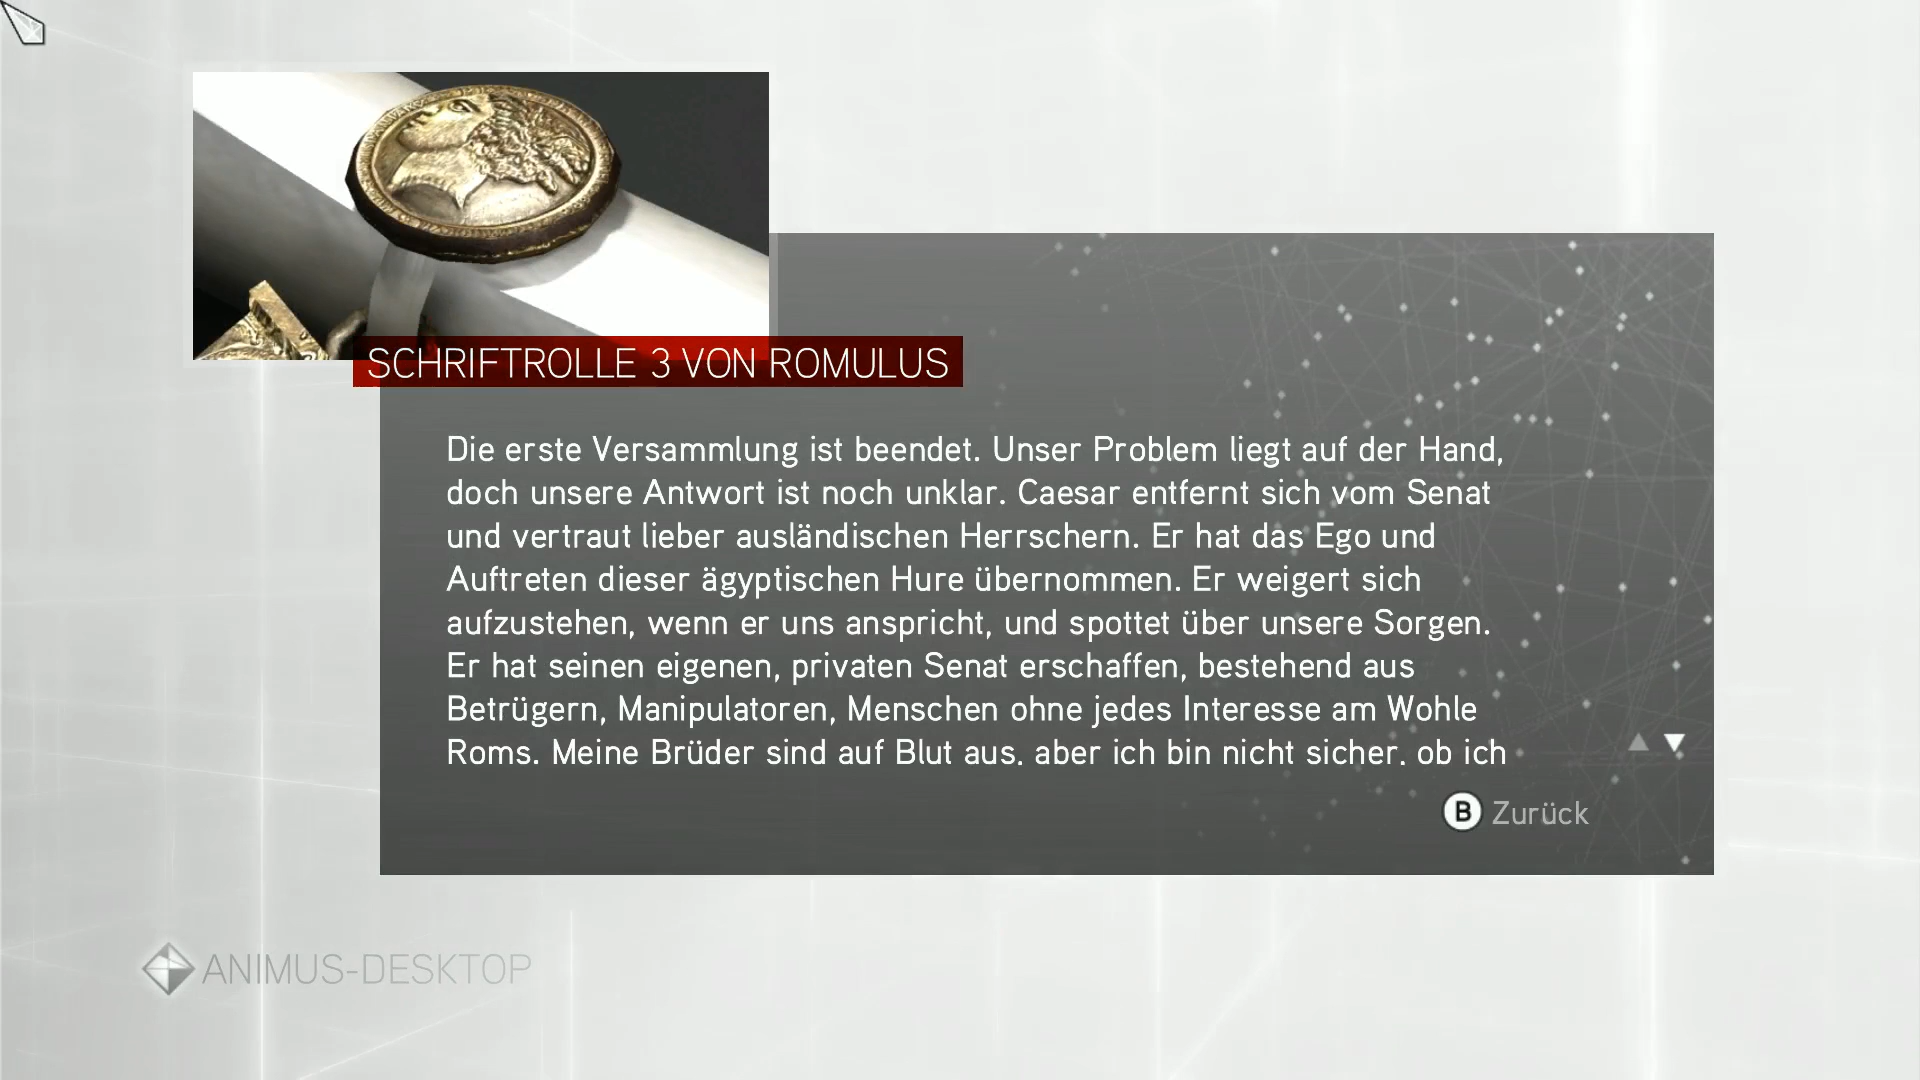 SCHRIFTROLLE 3 VON ROMULUS
Die erste Versammlung ist beendet. Unser Problem liegt auf der Hand,
doch unsere Antwort ist noch unklar. Caesar entfernt sich vom Senat
und vertraut lieber ausländischen Herrschern. Er hat das Ego und
Auftreten dieser ägyptischen Hure übernommen. Er weigert sich
aufzustehen, wenn er uns anspricht, und spottet über unsere Sorgen.
Er hat seinen eigenen, privaten Senat erschaffen, bestehend aus
Betrügern, Manipulatoren, Menschen ohne jedes Interesse am Wohle
Roms. Meine Brüder sind auf Blut aus, aber ich bin nicht sicher, ob ich
B Zurück
ANIMUS-DESKTOP